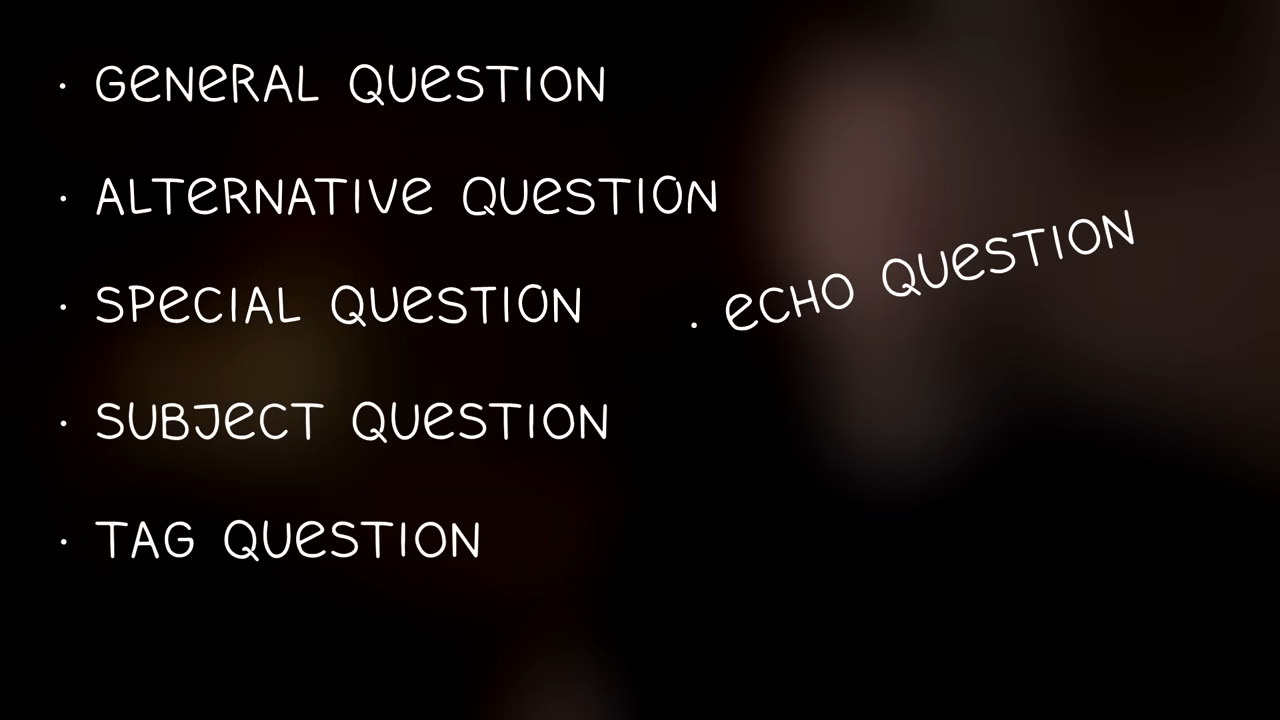 · GENERAL QUESTION
· ALTERNATIVE QUESTION
· SPECIAL QUESTION
· ECHO QUESTION
· SUBJECT QUESTION
· TAG QUESTION